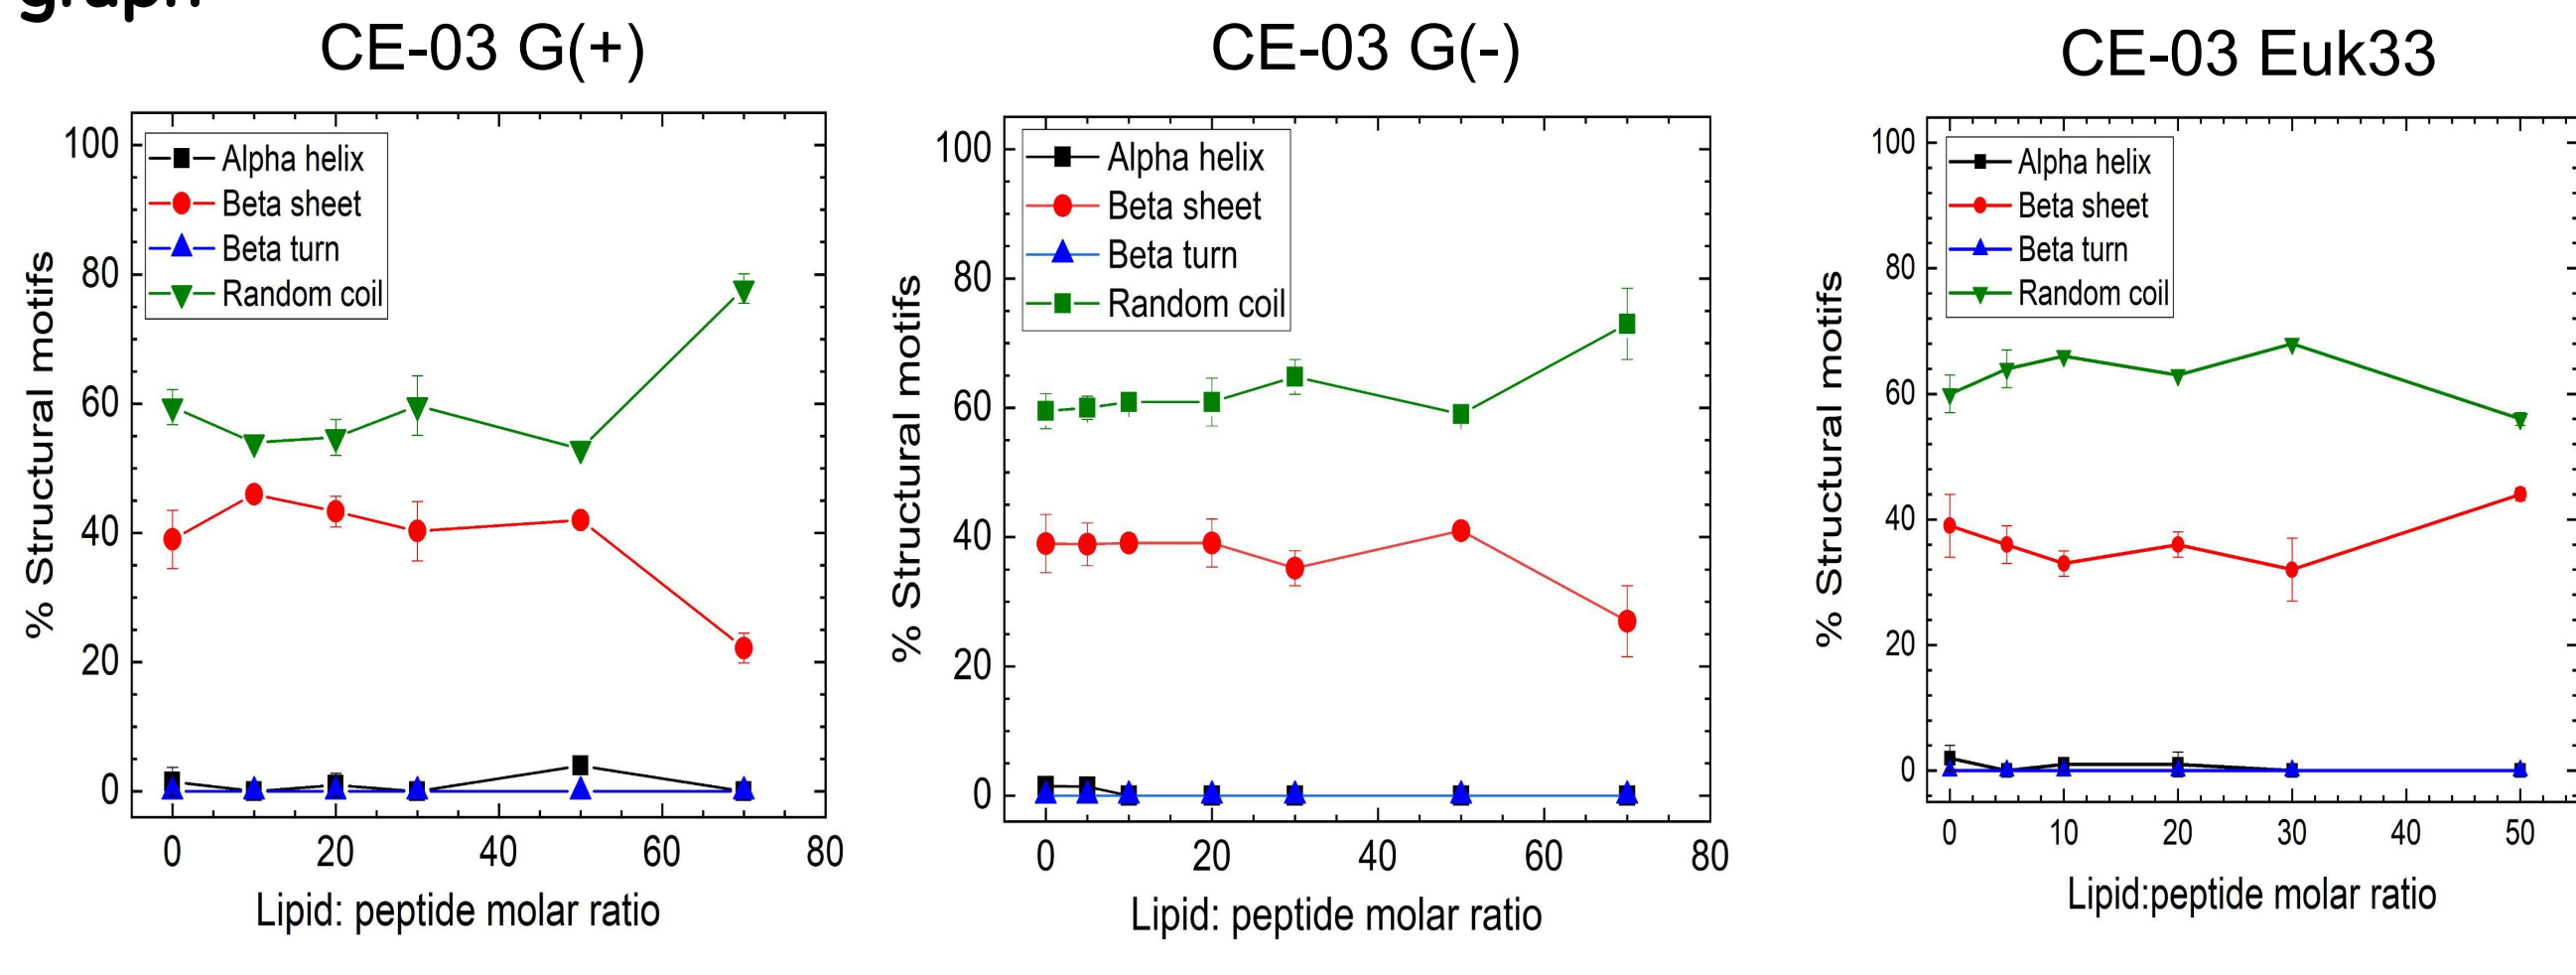 graph
CE-03 G(+)
100
80
60
40
20
0
0 20 40 60 80
% Structural motifs
Lipid: peptide molar ratio
Alpha helix
Beta sheet
Beta turn
Random coil
CE-03 G(-)
100
80
60
40
20
0
0 20 40 60 80
% Structural motifs
Lipid: peptide molar ratio
Alpha helix
Beta sheet
Beta turn
Random coil
CE-03 Euk33
100
80
60
40
20
0
0 10 20 30 40 50
% Structural motifs
Lipid:peptide molar ratio
Alpha helix
Beta sheet
Beta turn
Random coil